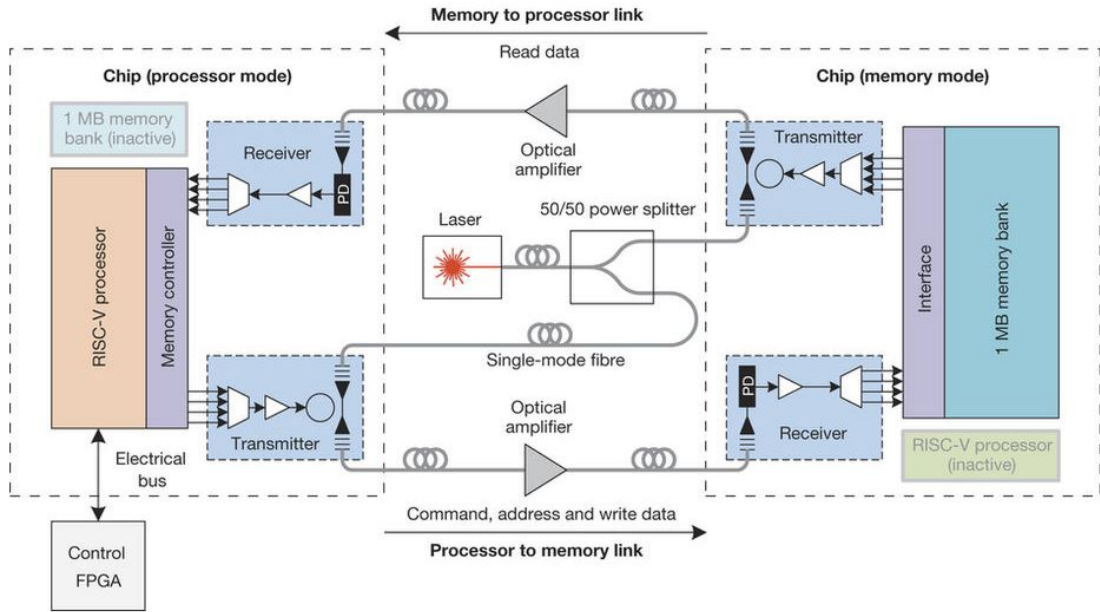 Memory to processor link
Read data
Chip (processor mode)
Chip (memory mode)
1 MB memory
bank (inactive)
Receiver
PD
Optical
amplifier
Transmitter
Laser
50/50 power splitter
RISC-V processor
Memory controller
Interface
1 MB memory bank
Single-mode fibre
Transmitter
Optical
amplifier
PD
Receiver
RISC-V processor
(inactive)
Electrical
bus
Command, address and write data
Processor to memory link
Control
FPGA